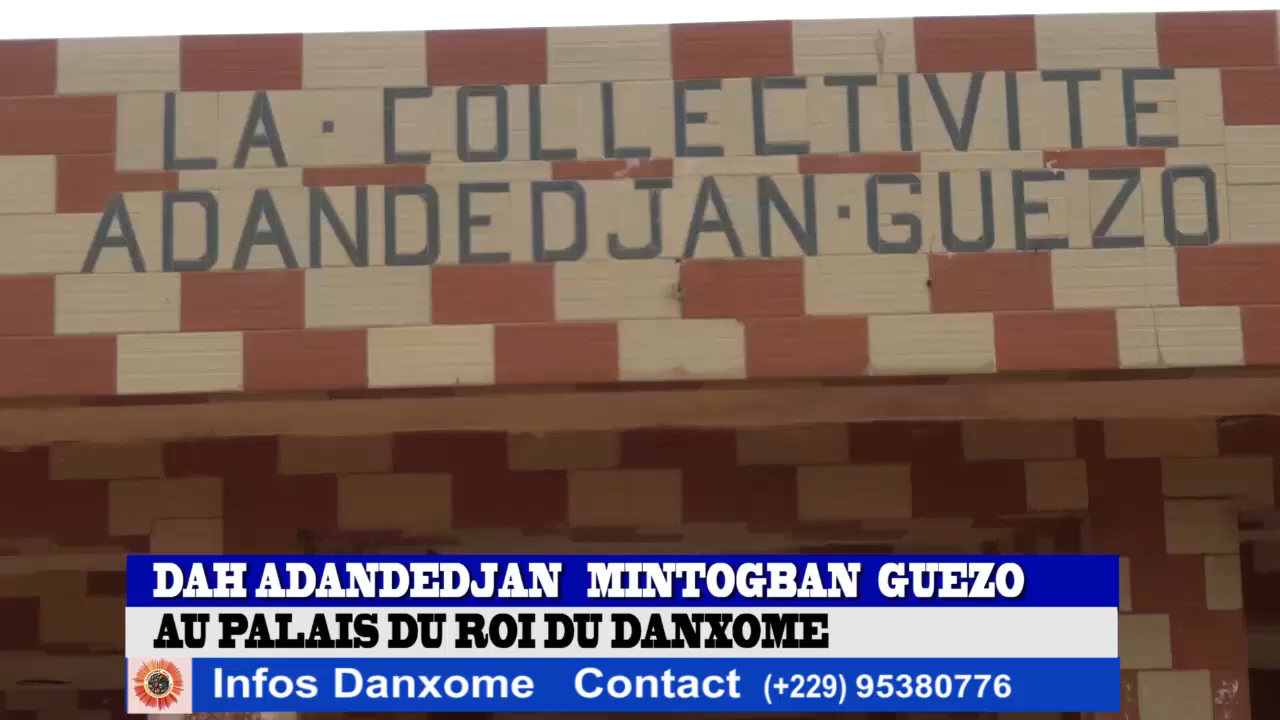 LA · COLLECTIVITE
ADANDEDJAN · GUEZO
DAH ADANDEDJAN MINTOGBAN GUEZO
AU PALAIS DU ROI DU DANXOME
Infos Danxome Contact (+229) 95380776